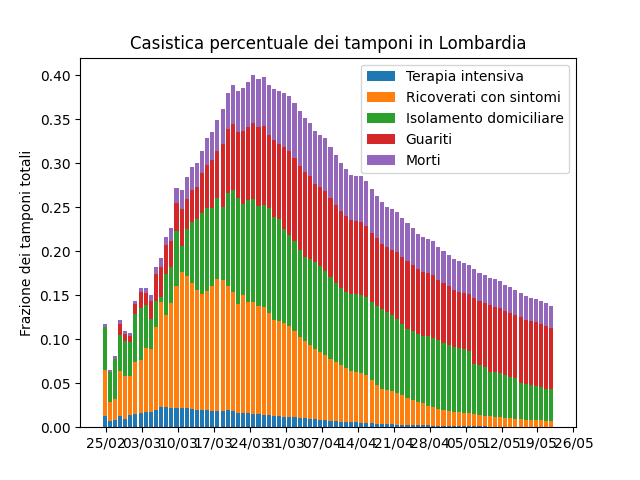 Casistica percentuale dei tamponi in Lombardia
Frazione dei tamponi totali
0.40
0.35
0.30
0.25
0.20
0.15
0.10
0.05
0.00
Terapia intensiva
Ricoverati con sintomi
Isolamento domiciliare
Guariti
Morti
25/02 03/03 10/03 17/03 24/03 31/03 07/04 14/04 21/04 28/04 05/05 12/05 19/05 26/05